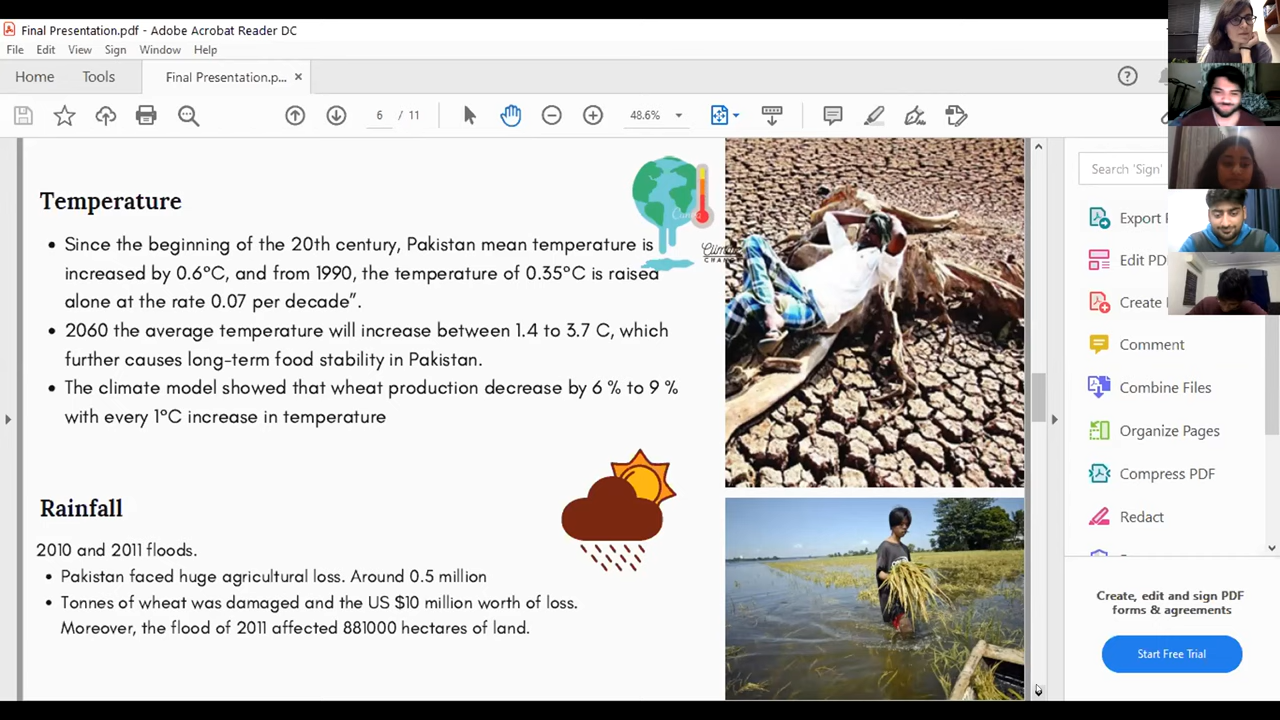 Final Presentation.pdf - Adobe Acrobat Reader DC
File Edit View Sign Window Help
Home Tools Final Presentation.p... ×
6 / 11 48.6%
Search 'Sign'
Temperature
• Since the beginning of the 20th century, Pakistan mean temperature is
increased by 0.6°C, and from 1990, the temperature of 0.35°C is raised
alone at the rate 0.07 per decade”.
• 2060 the average temperature will increase between 1.4 to 3.7 C, which
further causes long-term food stability in Pakistan.
• The climate model showed that wheat production decrease by 6 % to 9 %
with every 1°C increase in temperature
Rainfall
2010 and 2011 floods.
• Pakistan faced huge agricultural loss. Around 0.5 million
• Tonnes of wheat was damaged and the US $10 million worth of loss.
Moreover, the flood of 2011 affected 881000 hectares of land.
Export
Edit PD
Create
Comment
Combine Files
Organize Pages
Compress PDF
Redact
Create, edit and sign PDF
forms & agreements
Start Free Trial